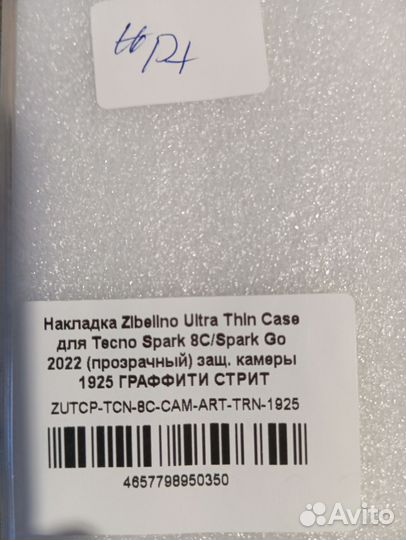 Накладка Zibelino Ultra Thin Case
для Tecno Spark 8C/Spark Go
2022 (прозрачный) защ. камеры
1925 ГРАФФИТИ СТРИТ
ZUTCP-TCN-8C-CAM-ART-TRN-1925
4657798950350
Avito